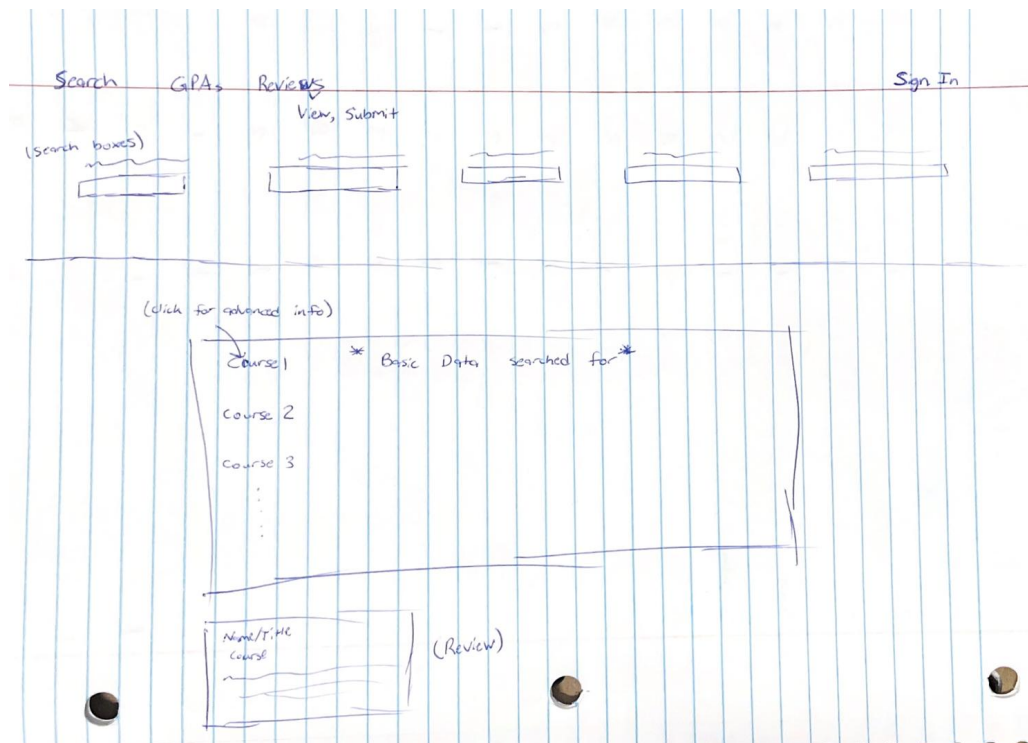 Search GPAs Reviews Sign In
View, Submit
(search boxes)
(click for advanced info)
Course 1 * Basic Data searched for *
Course 2
Course 3
Name/Title
Course
(Review)